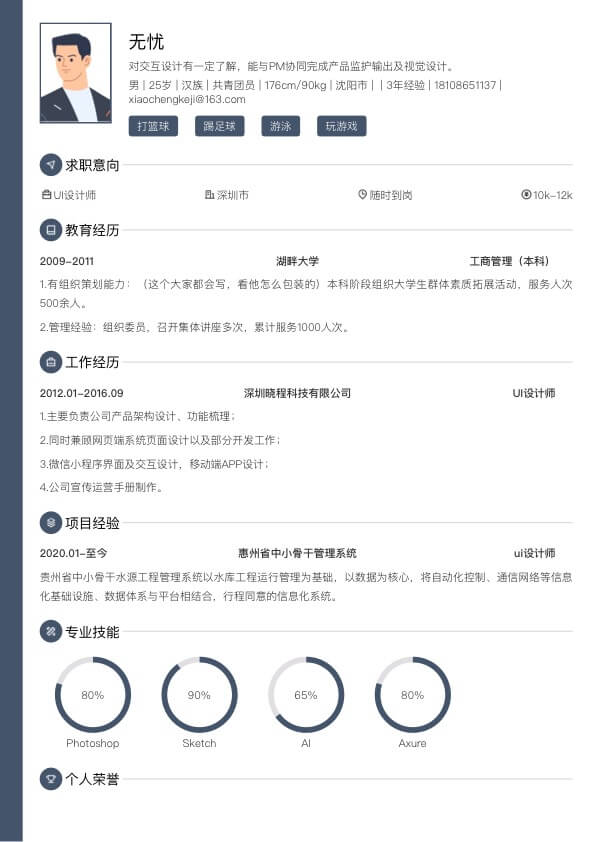 无忧
对交互设计有一定了解，能与PM协同完成产品监护输出及视觉设计。
男 | 25岁 | 汉族 | 共青团员 | 176cm/90kg | 沈阳市 | | 3年经验 | 18108651137 |
xiaochengkeji@163.com
打篮球 踢足球 游泳 玩游戏
求职意向
UI设计师 深圳市 随时到岗 10k-12k
教育经历
2009-2011 湖畔大学 工商管理（本科）
1.有组织策划能力：（这个大家都会写，看他怎么包装的）本科阶段组织大学生群体素质拓展活动，服务人次
500余人。
2.管理经验：组织委员，召开集体讲座多次，累计服务1000人次。
工作经历
2012.01-2016.09 深圳晓程科技有限公司 UI设计师
1.主要负责公司产品架构设计、功能梳理；
2.同时兼顾网页端系统页面设计以及部分开发工作；
3.微信小程序界面及交互设计，移动端APP设计；
4.公司宣传运营手册制作。
项目经验
2020.01-至今 惠州省中小骨干管理系统 ui设计师
贵州省中小骨干水源工程管理系统以水库工程运行管理为基础，以数据为核心，将自动化控制、通信网络等信息
化基础设施、数据体系与平台相结合，行程同意的信息化系统。
专业技能
80% 90% 65% 80%
Photoshop Sketch AI Axure
个人荣誉